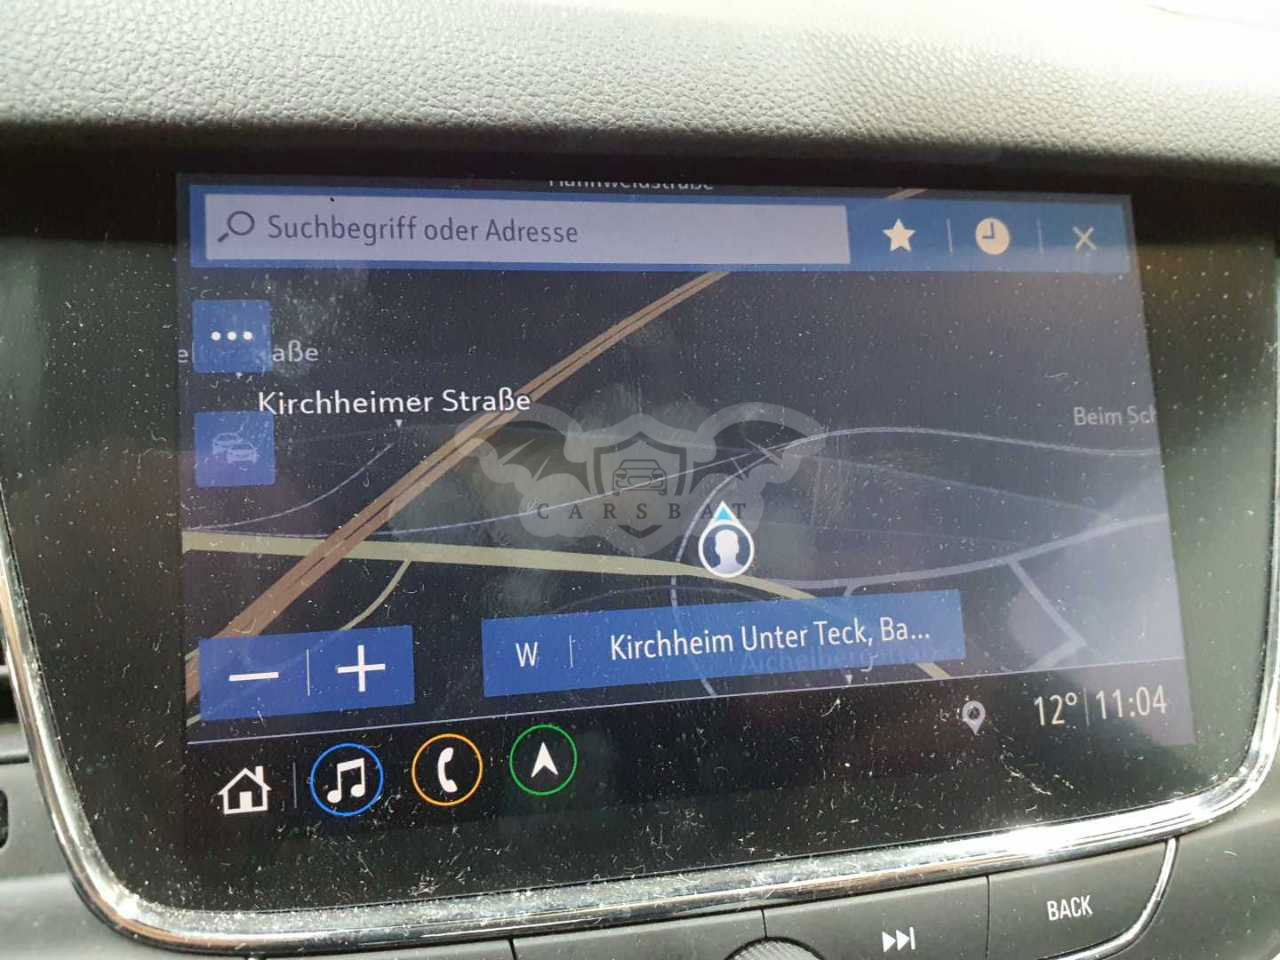 Suchbegriff oder Adresse
Kirchheimer Straße
Beim Sch
CARSBAT
W
Kirchheim Unter Teck, Ba...
12° 11:04
BACK